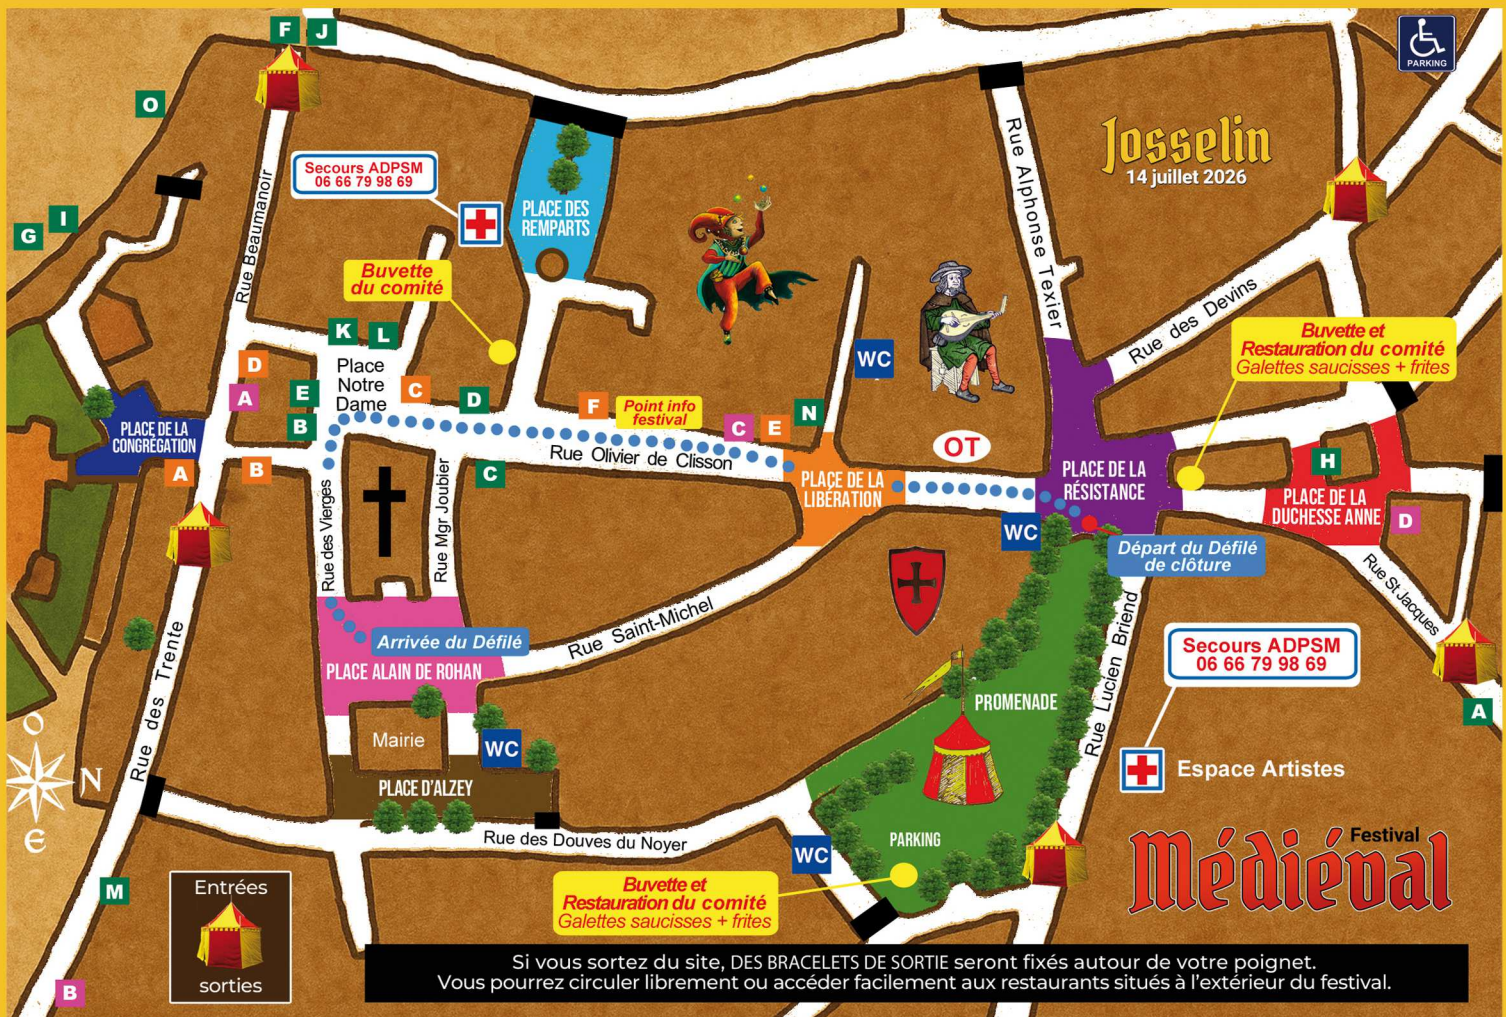 F
J
PARKING
O
Josselin
14 juillet 2026
Secours ADPSM
06 66 79 98 69
Rue Beaumanoir
PLACE DES
REMPARTS
Rue Alphonse Texier
I
G
Buvette
du comité
Rue des Devins
K
L
WC
Buvette et
Restauration du comité
Galettes saucisses + frites
D
A
E
B
Place
Notre
Dame
C
D
F
Point info
festival
C
E
N
PLACE DE LA
CONGRÉGATION
A
B
Rue Olivier de Clisson
C
OT
PLACE DE LA
LIBÉRATION
PLACE DE LA
RÉSISTANCE
H
PLACE DE LA
DUCHESSE ANNE
D
WC
Départ du Défilé
de clôture
Rue des Vierges
Rue Mgr Joubier
Rue St Jacques
Rue Saint-Michel
Arrivée du Défilé
PLACE ALAIN DE ROHAN
Rue des Trente
Rue Lucien Briend
Secours ADPSM
06 66 79 98 69
A
PROMENADE
O
N
E
Mairie
WC
PLACE D'ALZEY
Espace Artistes
Rue des Douves du Noyer
WC
PARKING
Festival
Médiéval
M
Entrées
sorties
B
Buvette et
Restauration du comité
Galettes saucisses + frites
Si vous sortez du site, DES BRACELETS DE SORTIE seront fixés autour de votre poignet.
Vous pourrez circuler librement ou accéder facilement aux restaurants situés à l'extérieur du festival.